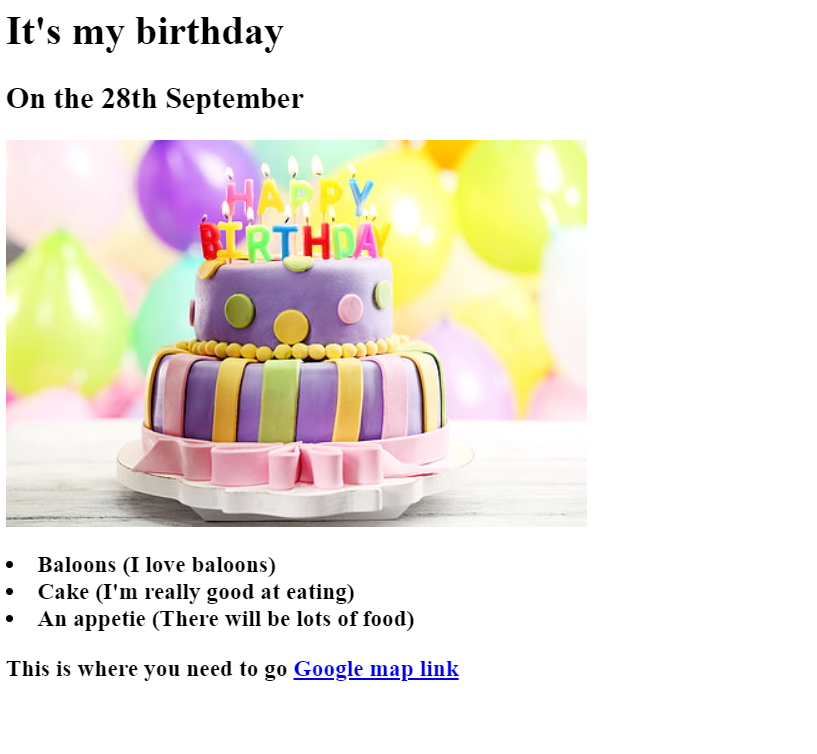 It's my birthday
On the 28th September
HAPPY
BIRTHDAY
Baloons (I love baloons)
Cake (I'm really good at eating)
An appetie (There will be lots of food)
This is where you need to go Google map link